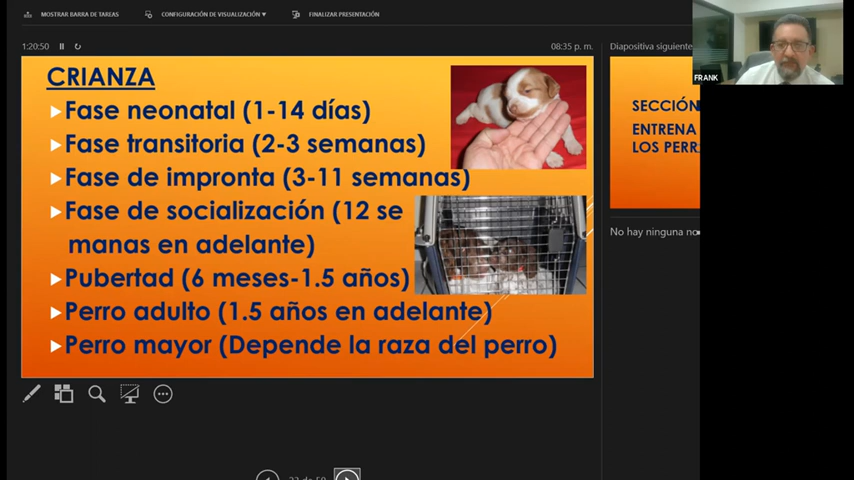 MOSTRAR BARRA DE TAREAS
CONFIGURACIÓN DE VISUALIZACIÓN ▾
FINALIZAR PRESENTACIÓN
1:20:50
08:35 p. m.
Diapositiva siguiente
FRANK
CRIANZA
Fase neonatal (1-14 días)
Fase transitoria (2-3 semanas)
Fase de impronta (3-11 semanas)
Fase de socialización (12 se
manas en adelante)
Pubertad (6 meses-1.5 años)
Perro adulto (1.5 años en adelante)
Perro mayor (Depende la raza del perro)
SECCIÓN
ENTRENA
LOS PERR
No hay ninguna no